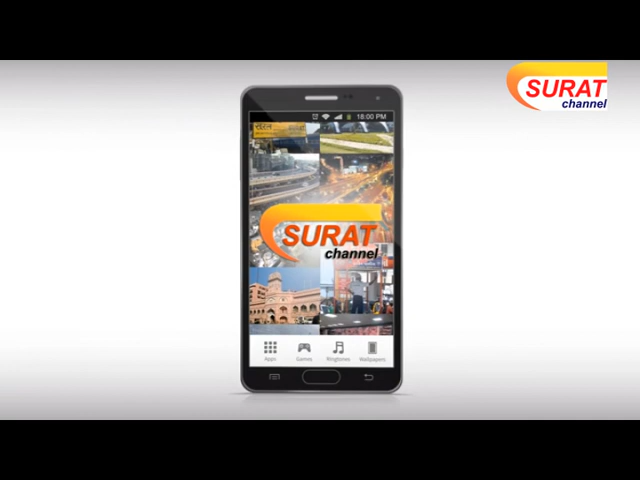 SURAT
channel
18:00 PM
SURAT
channel
Apps
Games
Ringtones
Wallpapers